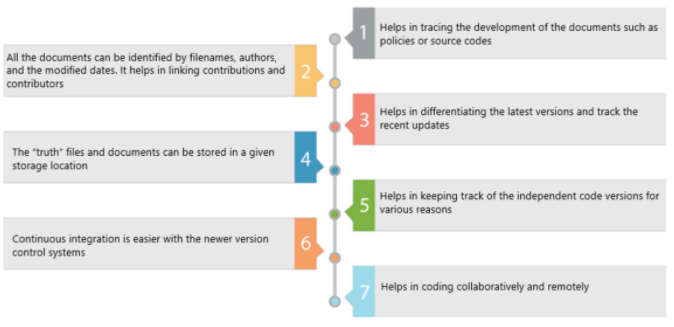 1
Helps in tracing the development of the documents such as
policies or source codes
All the documents can be identified by filenames, authors,
and the modified dates. It helps in linking contributions and
contributors
2
3
Helps in differentiating the latest versions and track the
recent updates
The “truth” files and documents can be stored in a given
storage location
4
5
Helps in keeping track of the independent code versions for
various reasons
Continuous integration is easier with the newer version
control systems
6
7
Helps in coding collaboratively and remotely